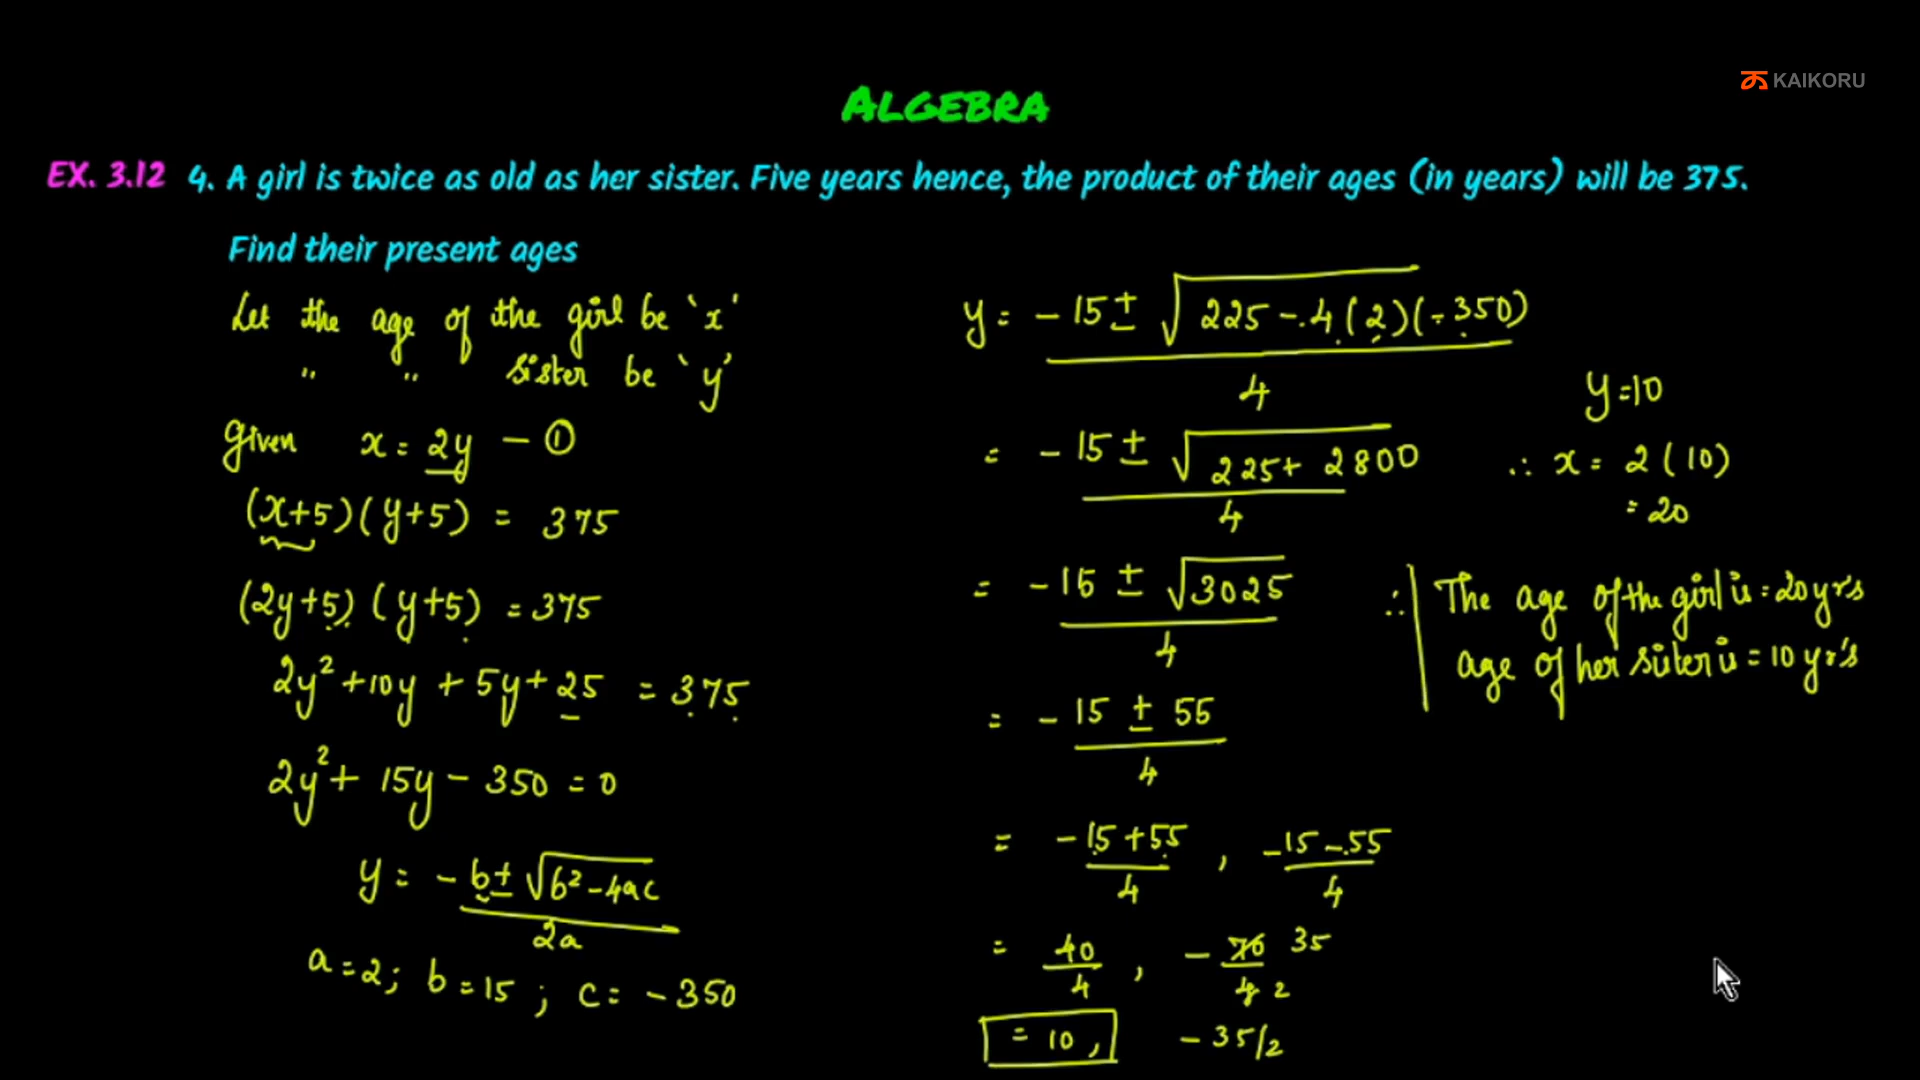 ALGEBRA
KAIKORU
EX. 3.12 4. A girl is twice as old as her sister. Five years hence, the product of their ages (in years) will be 375.
Find their present ages
Let the age of the girl be 'x'
" " sister be 'y'
Given x = 2y - ①
(x+5)(y+5) = 375
(2y+5)(y+5) = 375
2y² + 10y + 5y + 25 = 375
2y² + 15y - 350 = 0
y = -b ± √b² - 4ac / 2a
a = 2; b = 15; c = -350
y = -15 ± √225 - 4(2)(-350) / 4
= -15 ± √225 + 2800 / 4
= -15 ± √3025 / 4
= -15 ± 55 / 4
= -15+55 / 4 , -15-55 / 4
= 40/4 , - 70 35 / 4 2
= 10, -35/2
y = 10
∴ x = 2(10)
= 20
∴ The age of the girl is = 20 yr's
age of her sister is = 10 yr's